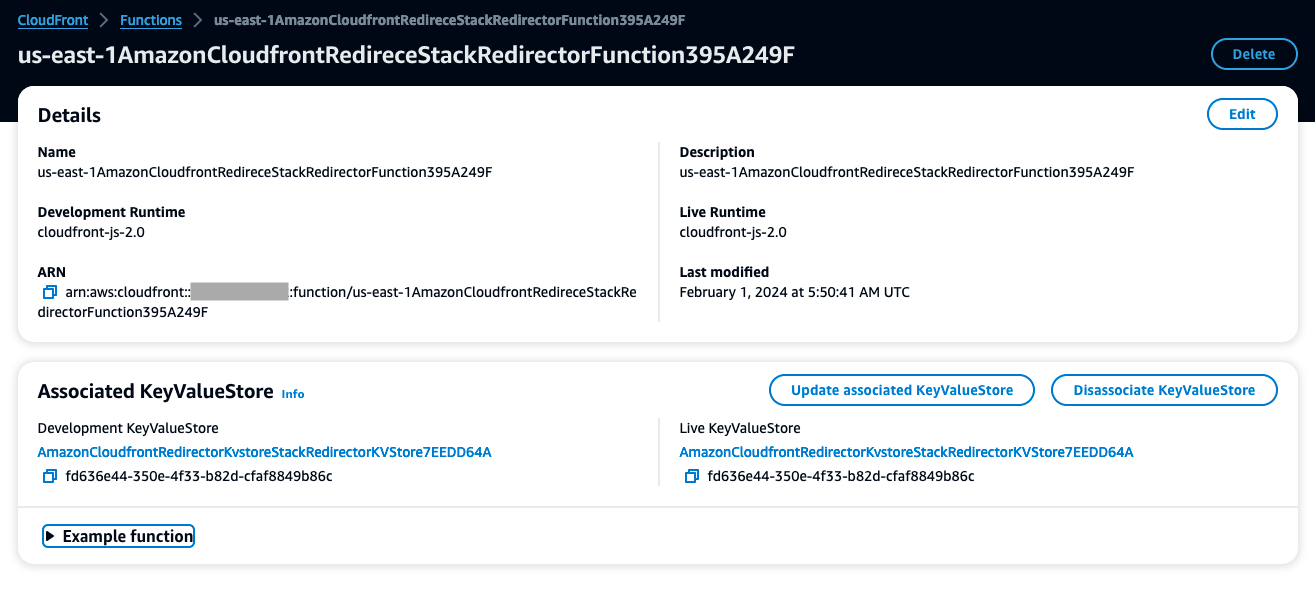 CloudFront > Functions > us-east-1AmazonCloudfrontRedireceStackRedirectorFunction395A249F
us-east-1AmazonCloudfrontRedireceStackRedirectorFunction395A249F
Delete
Details
Edit
Name
us-east-1AmazonCloudfrontRedireceStackRedirectorFunction395A249F
Description
us-east-1AmazonCloudfrontRedireceStackRedirectorFunction395A249F
Development Runtime
cloudfront-js-2.0
Live Runtime
cloudfront-js-2.0
ARN
arn:aws:cloudfront:: :function/us-east-1AmazonCloudfrontRedireceStackRe
directorFunction395A249F
Last modified
February 1, 2024 at 5:50:41 AM UTC
Associated KeyValueStore Info
Update associated KeyValueStore
Disassociate KeyValueStore
Development KeyValueStore
AmazonCloudfrontRedirectorKvstoreStackRedirectorKVStore7EEDD64A
fd636e44-350e-4f33-b82d-cfaf8849b86c
Live KeyValueStore
AmazonCloudfrontRedirectorKvstoreStackRedirectorKVStore7EEDD64A
fd636e44-350e-4f33-b82d-cfaf8849b86c
Example function